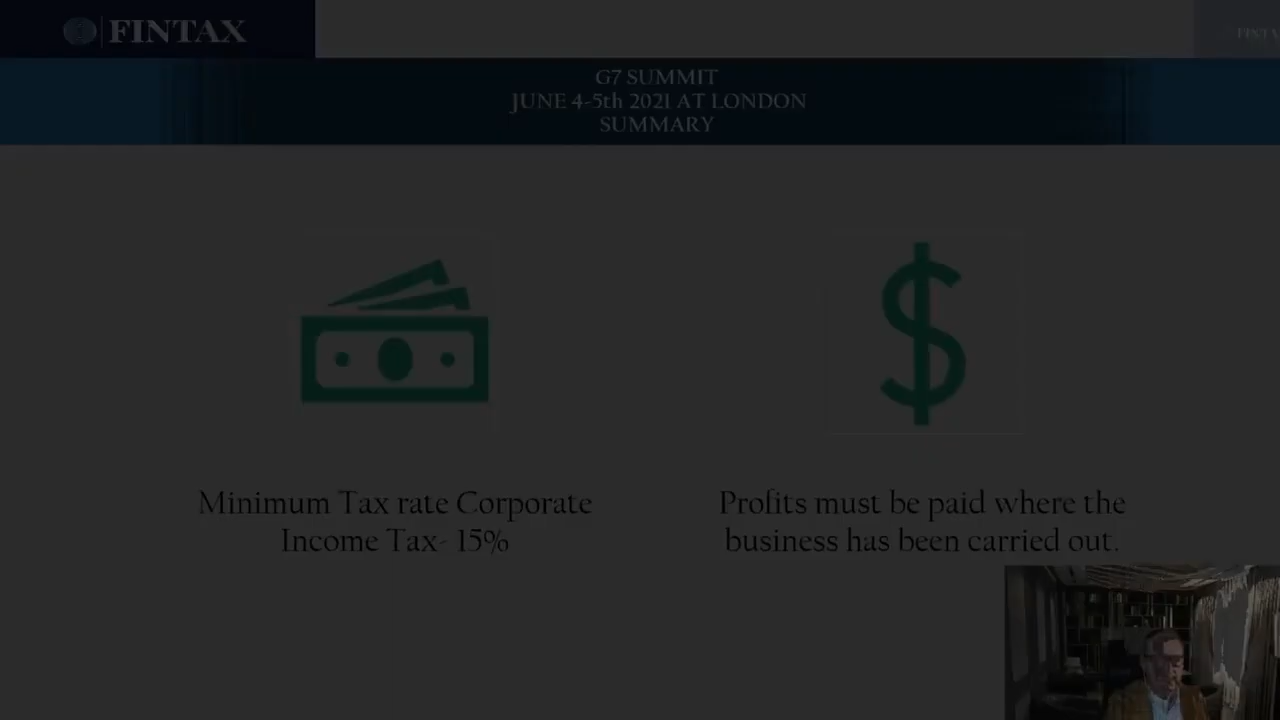 FINTAX
G7 SUMMIT
JUNE 4-5th 2021 AT LONDON
SUMMARY
Minimum Tax rate Corporate
Income Tax- 15%
Profits must be paid where the
business has been carried out.